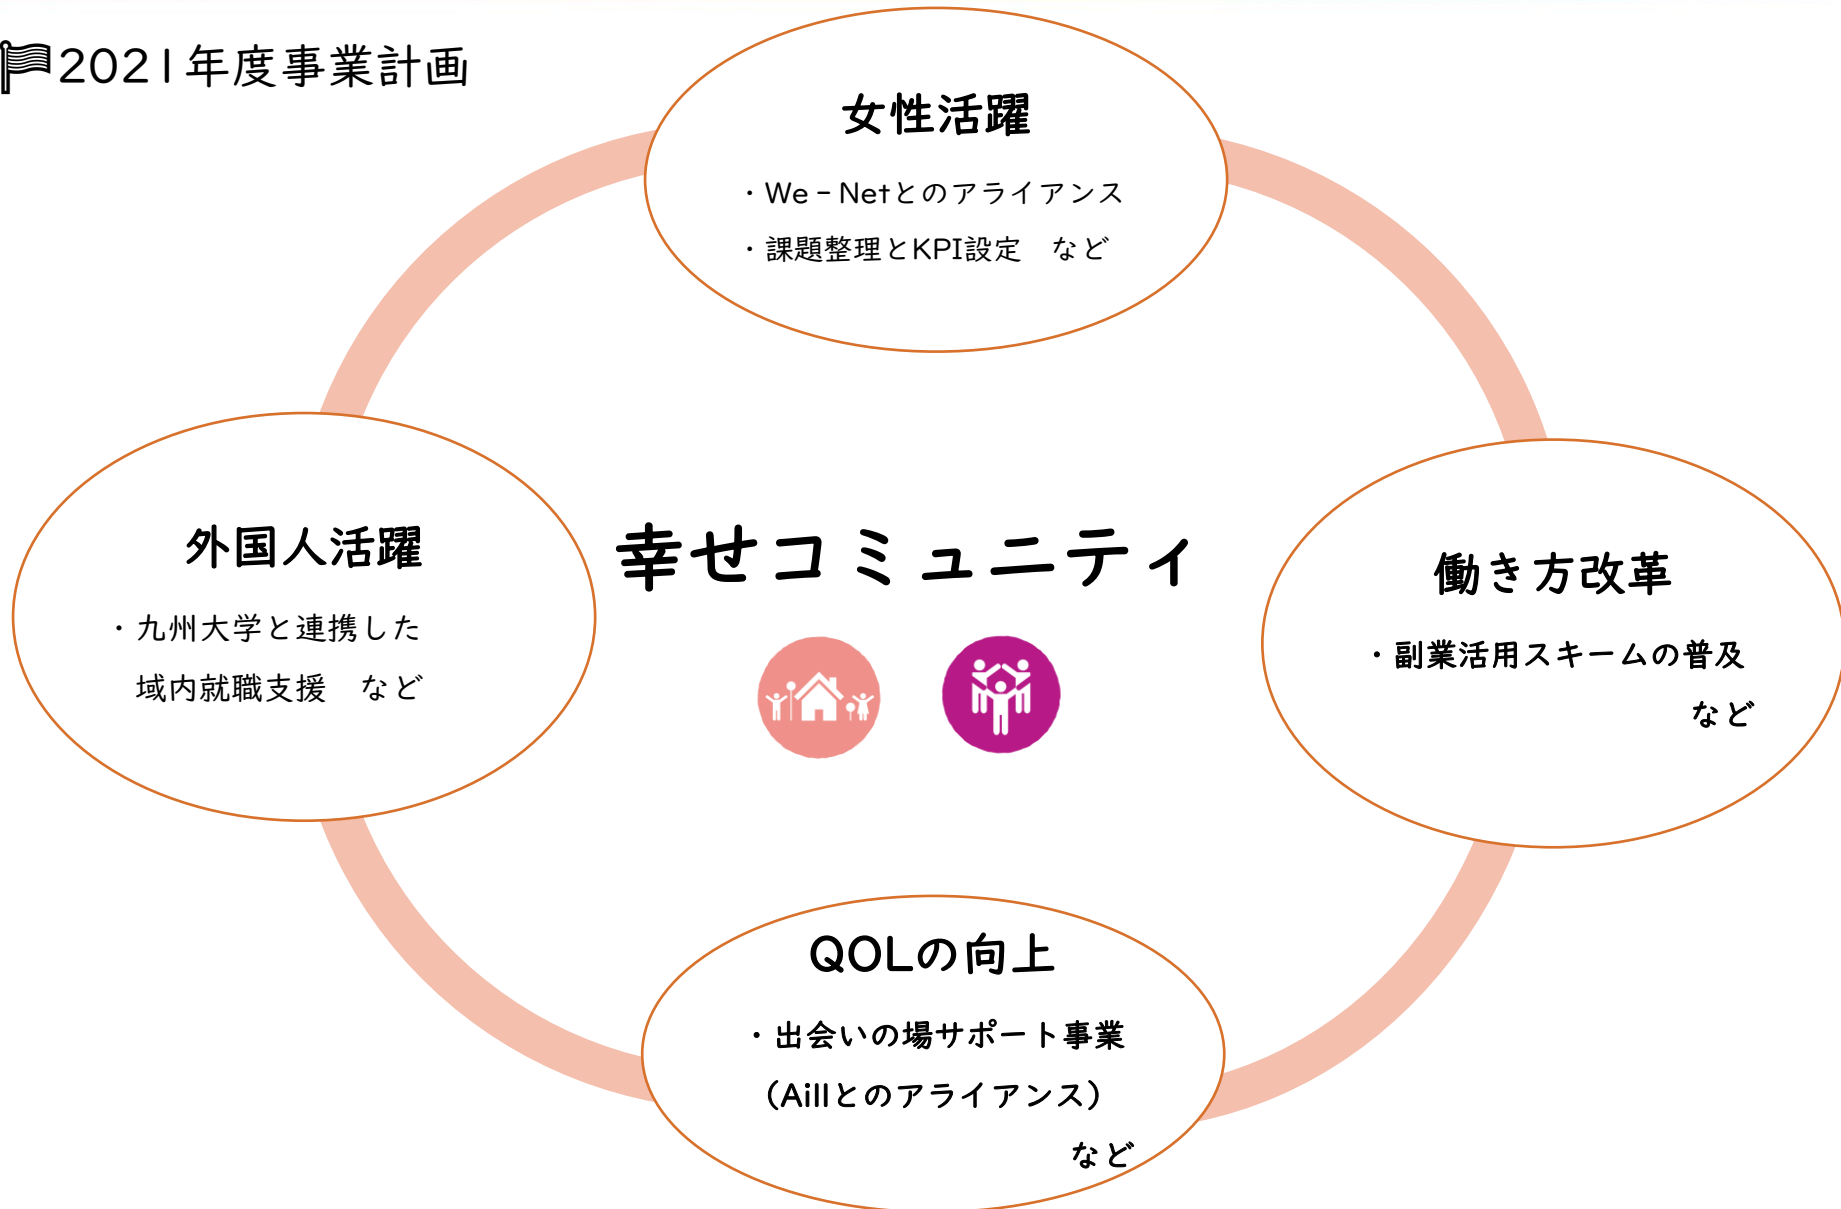 2021年度事業計画
女性活躍
・We－Netとのアライアンス
・課題整理とKPI設定　など
外国人活躍
・九州大学と連携した
域内就職支援　など
幸せコミュニティ
働き方改革
・副業活用スキームの普及
など
QOLの向上
・出会いの場サポート事業
（Aillとのアライアンス）
など